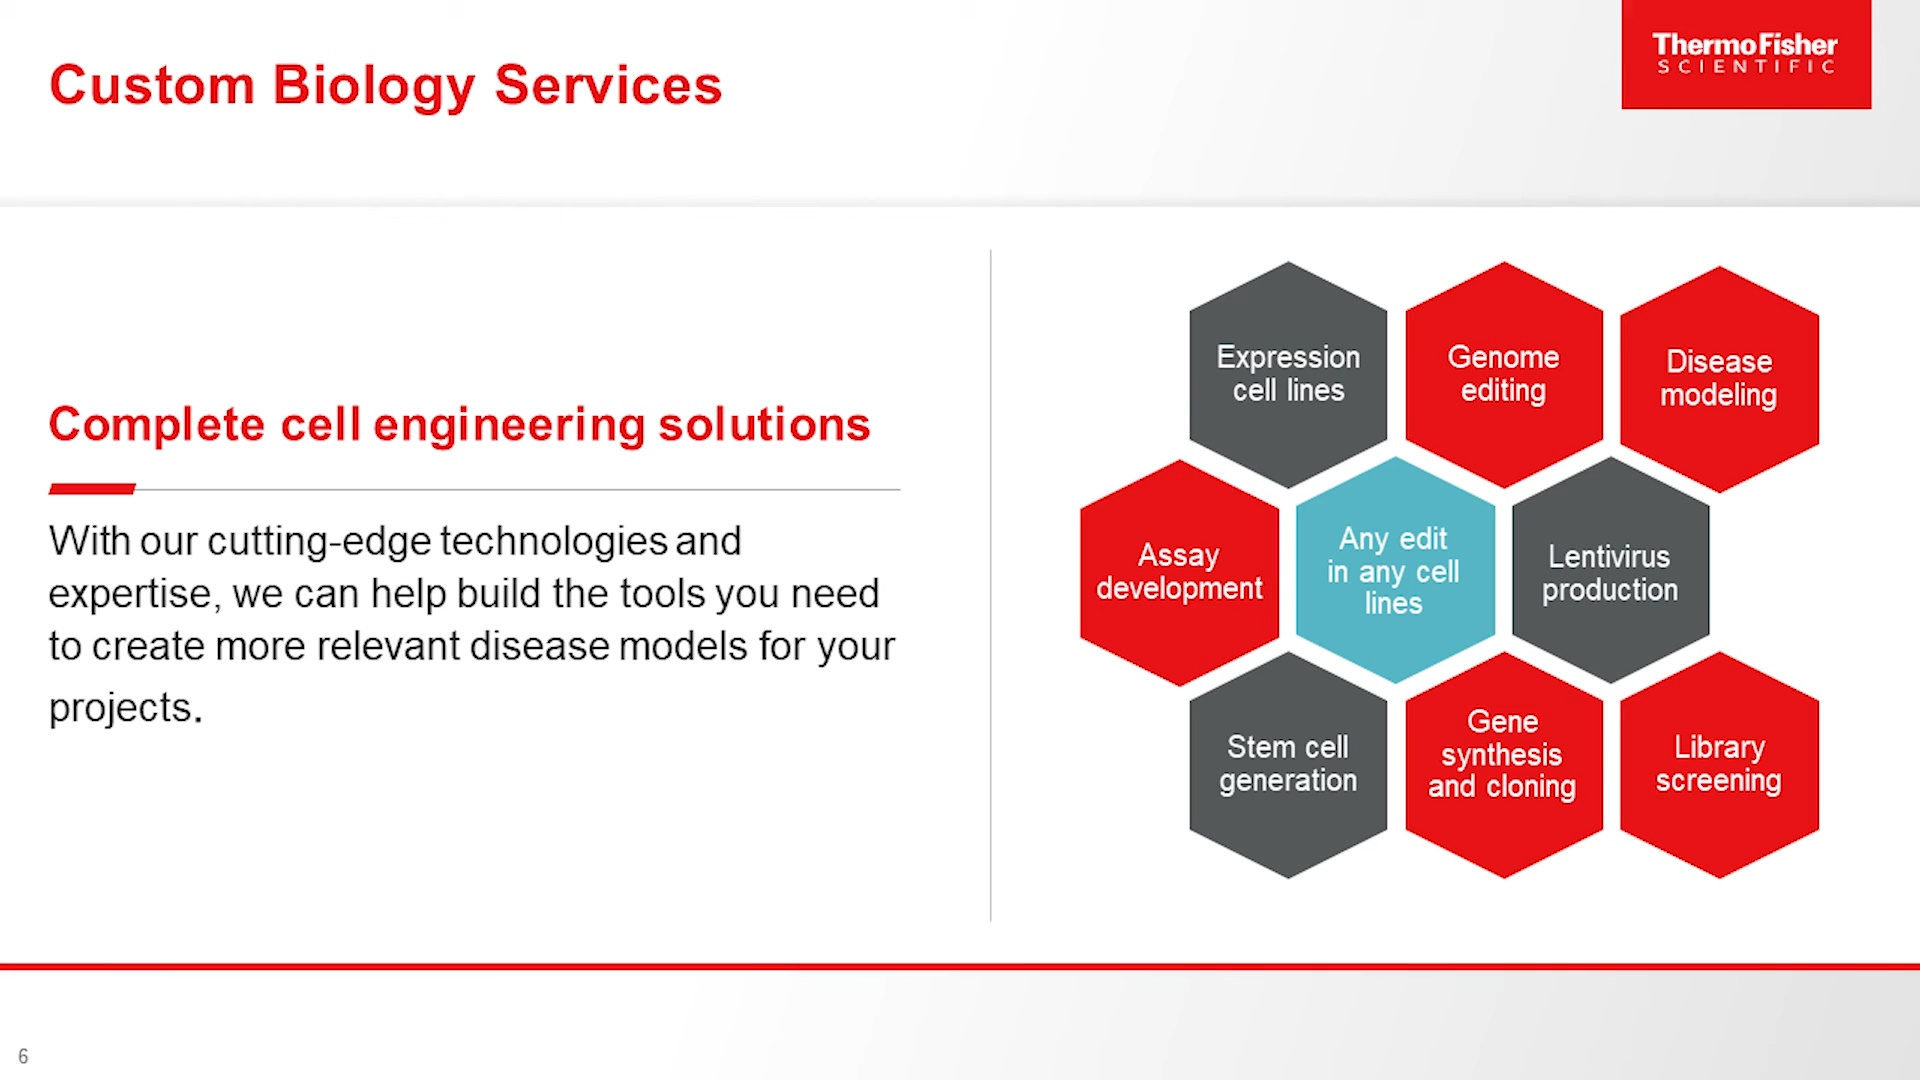 Custom Biology Services
ThermoFisher
SCIENTIFIC
Complete cell engineering solutions
With our cutting-edge technologies and
expertise, we can help build the tools you need
to create more relevant disease models for your
projects.
Expression
cell lines
Genome
editing
Disease
modeling
Assay
development
Any edit
in any cell
lines
Lentivirus
production
Stem cell
generation
Gene
synthesis
and cloning
Library
screening
6